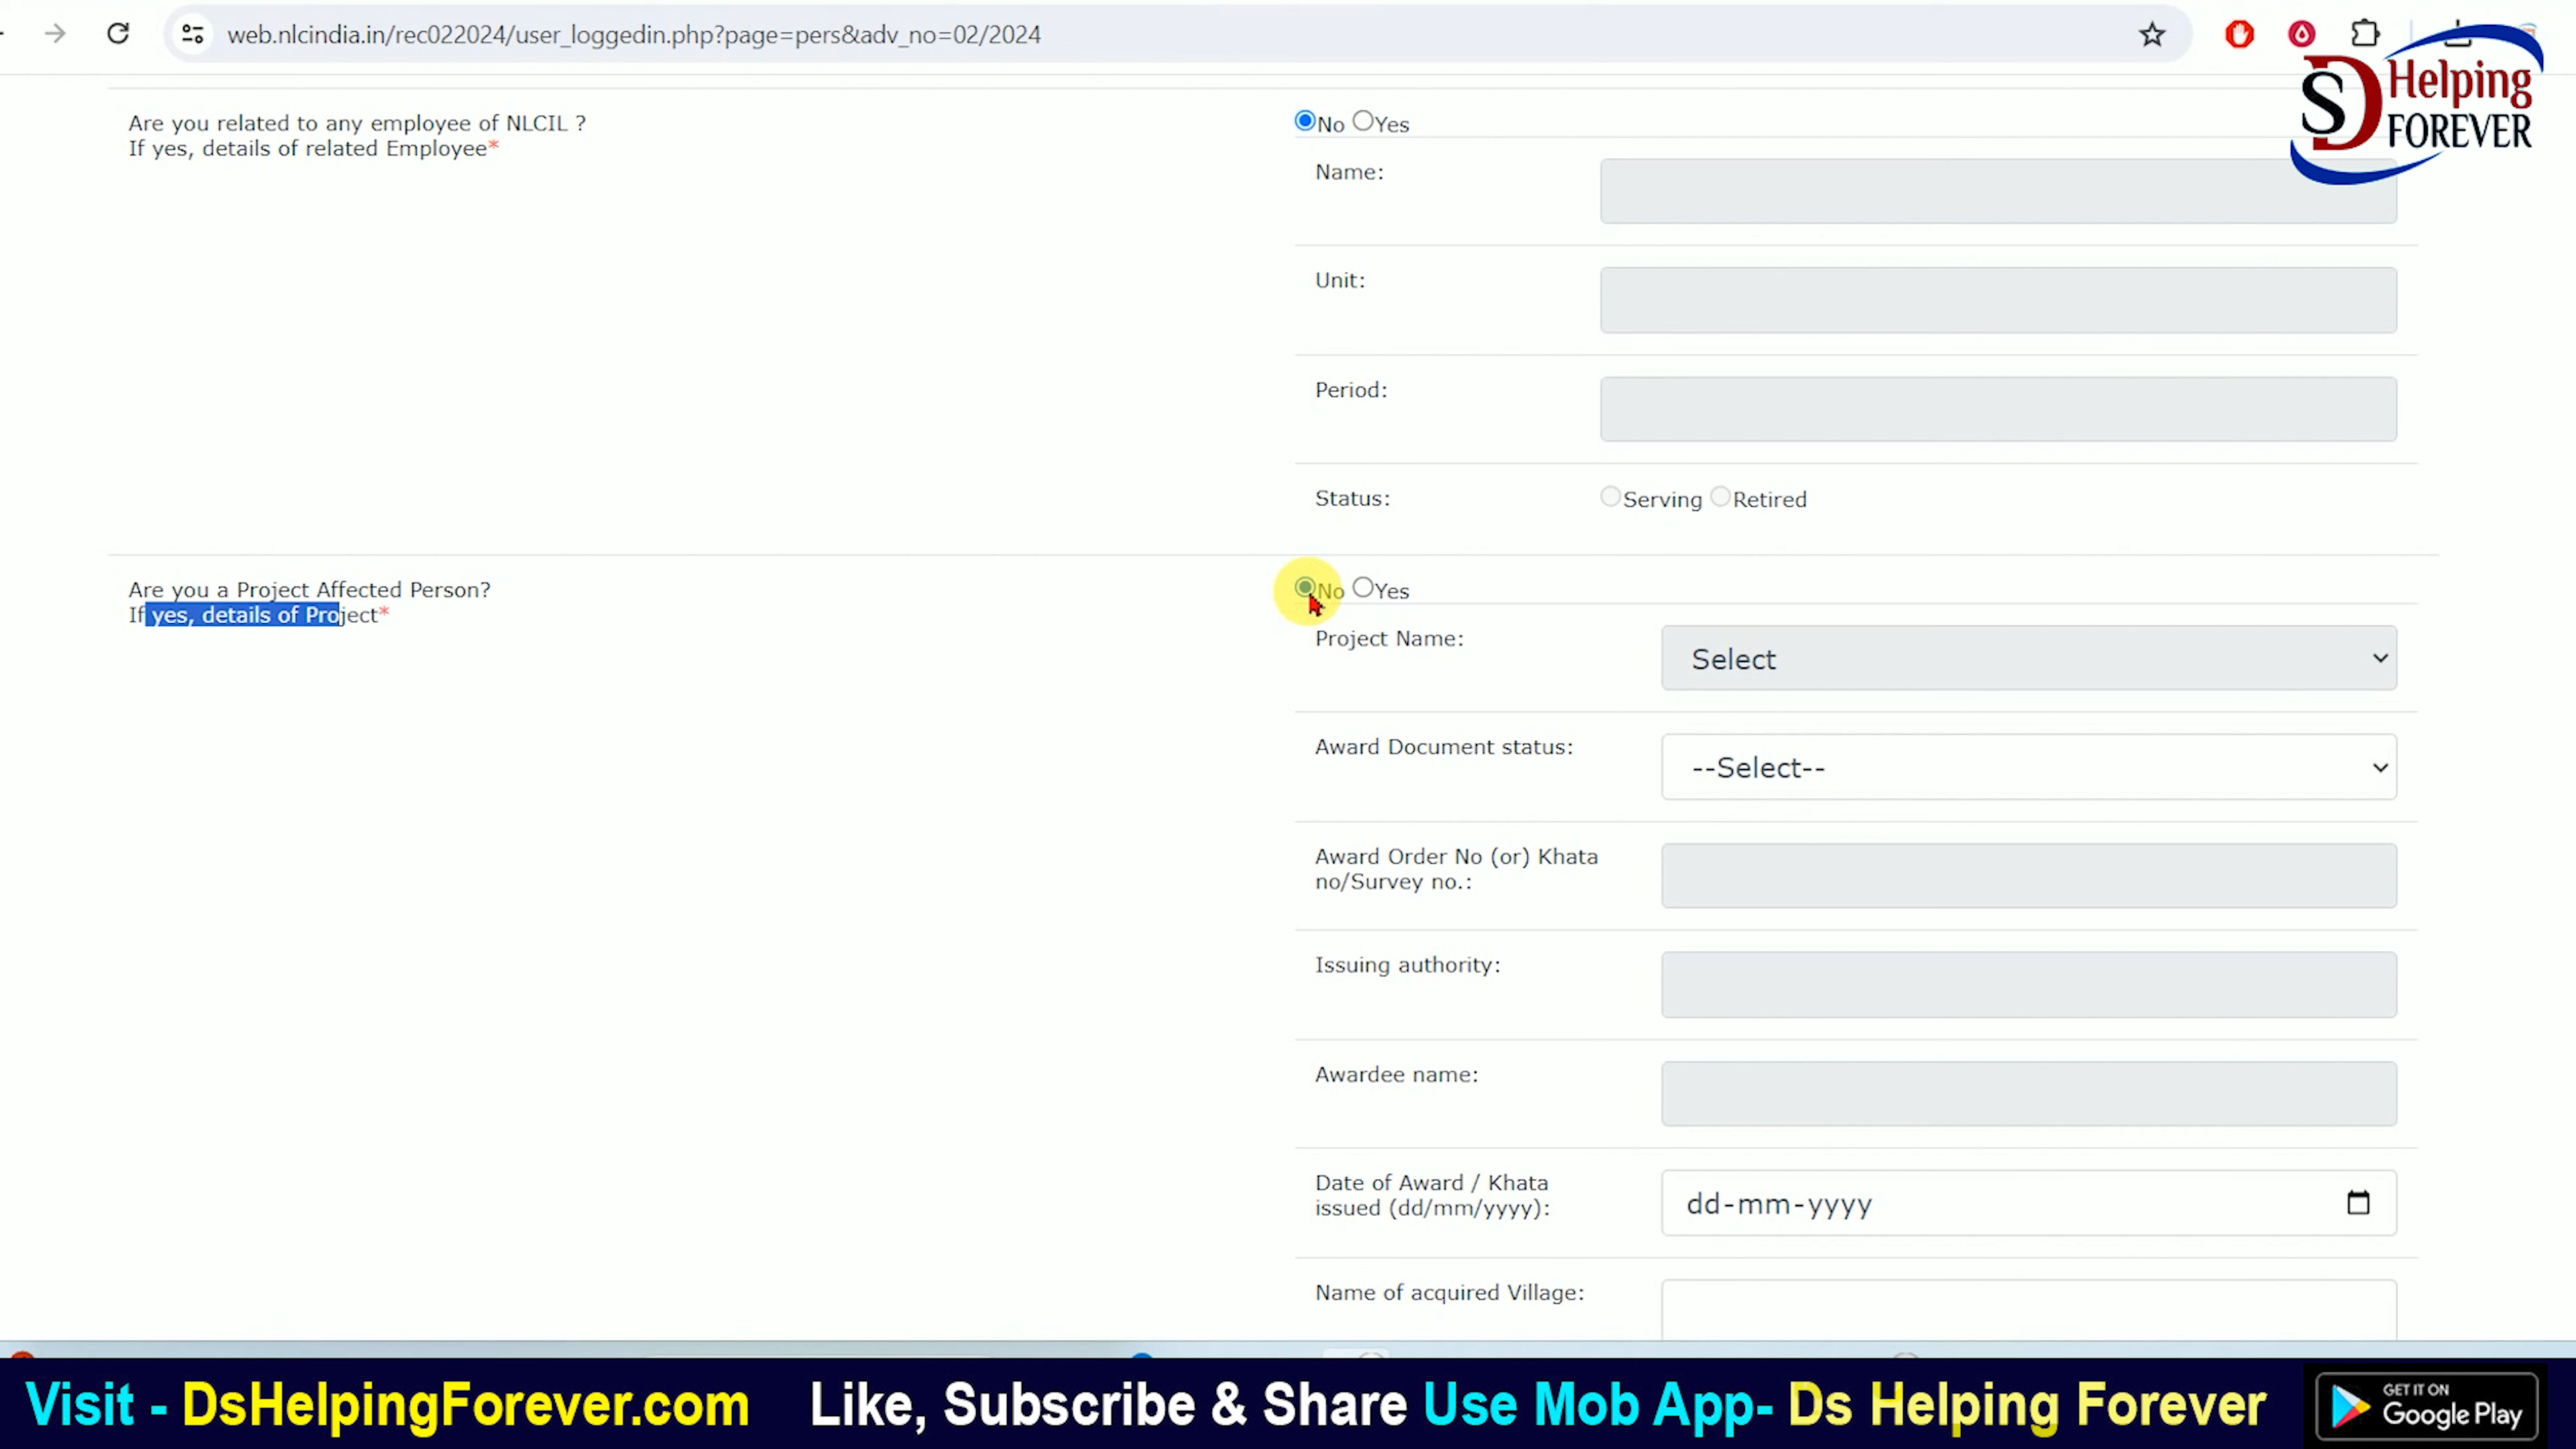 web.nlcindia.in/rec022024/user_loggedin.php?page=pers&adv_no=02/2024
DS Helping
FOREVER
Are you related to any employee of NLCIL ?
If yes, details of related Employee*
No Yes
Name:
Unit:
Period:
Status: Serving Retired
Are you a Project Affected Person?
If yes, details of Project*
No Yes
Project Name: Select
Award Document status: --Select--
Award Order No (or) Khata
no/Survey no.:
Issuing authority:
Awardee name:
Date of Award / Khata
issued (dd/mm/yyyy): dd-mm-yyyy
Name of acquired Village:
Visit - DsHelpingForever.com Like, Subscribe & Share Use Mob App- Ds Helping Forever
GET IT ON
Google Play